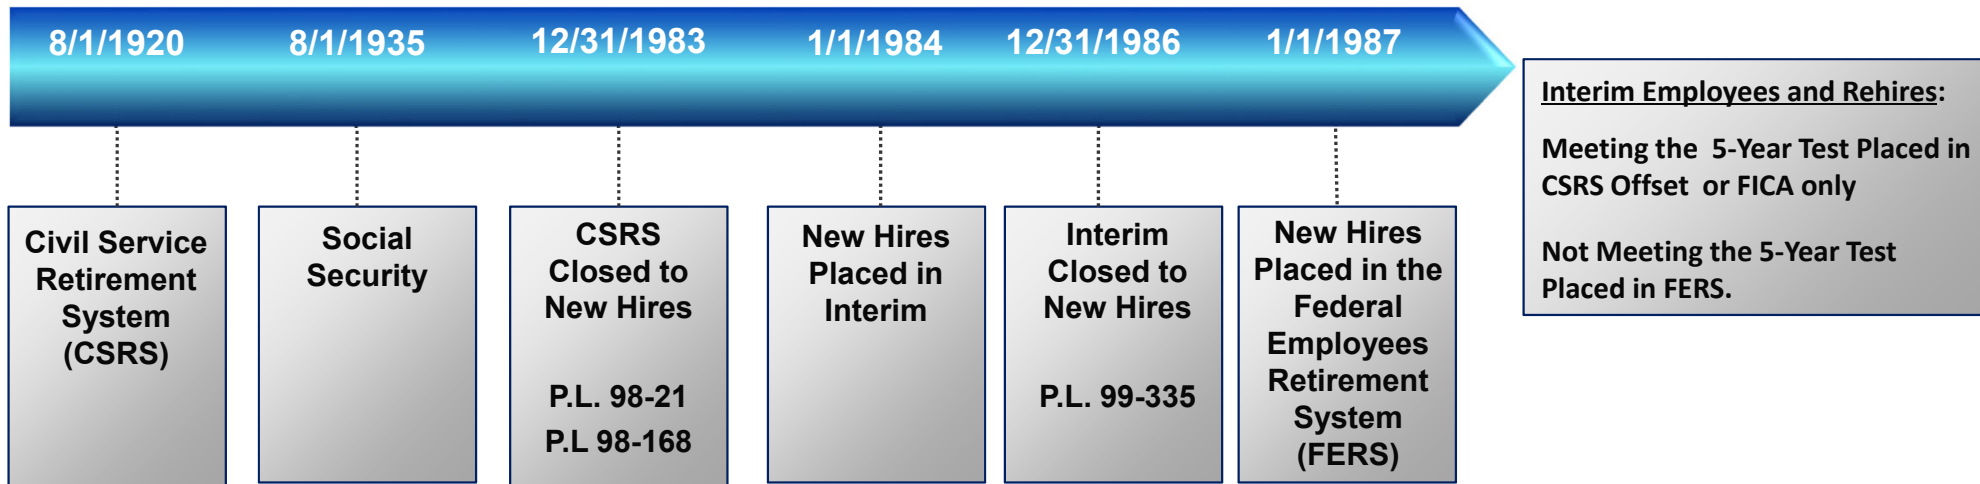 8/1/1920
8/1/1935
12/31/1983
1/1/1984
12/31/1986
1/1/1987
Civil Service
Retirement
System
(CSRS)
Social
Security
CSRS
Closed to
New Hires
P.L. 98-21
P.L 98-168
New Hires
Placed in
Interim
Interim
Closed to
New Hires
P.L. 99-335
New Hires
Placed in the
Federal
Employees
Retirement
System
(FERS)
Interim Employees and Rehires:
Meeting the 5-Year Test Placed in
CSRS Offset or FICA only
Not Meeting the 5-Year Test
Placed in FERS.